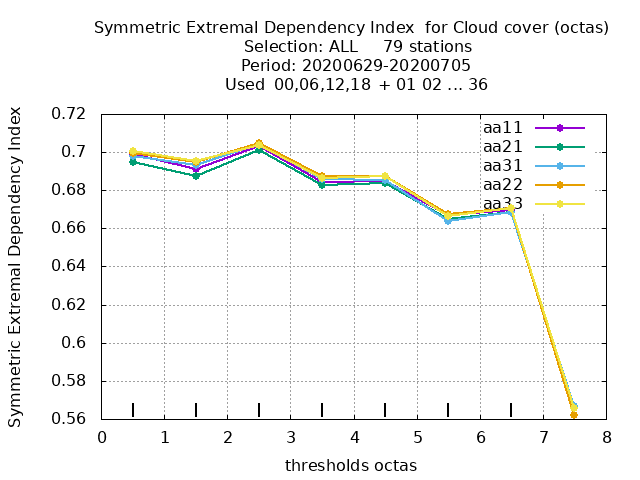 Symmetric Extremal Dependency Index  for Cloud cover (octas)
Selection: ALL     79 stations
Period: 20200629-20200705
Used  00,06,12,18 + 01 02 ... 36
Symmetric Extremal Dependency Index
0.72
0.7
0.68
0.66
0.64
0.62
0.6
0.58
0.56
aa11
aa21
aa31
aa22
aa33
0 1 2 3 4 5 6 7 8
thresholds octas